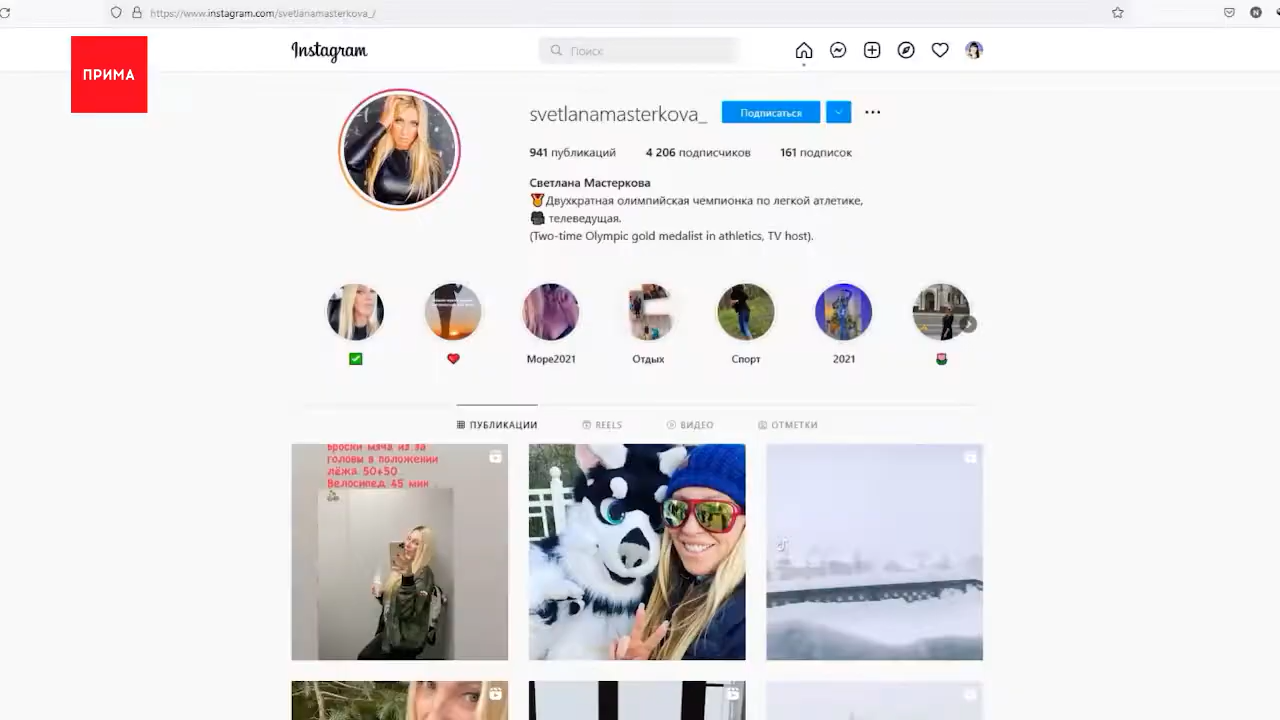 https://www.instagram.com/svetlanamasterkova_/
ПРИМА
Instagram
Поиск
svetlanamasterkova_
Подписаться
941 публикаций 4 206 подписчиков 161 подписок
Светлана Мастеркова
🏅Двухкратная олимпийская чемпионка по легкой атлетике,
телеведущая.
(Two-time Olympic gold medalist in athletics, TV host).
Море2021 Отдых Спорт 2021
ПУБЛИКАЦИИ REELS ВИДЕО ОТМЕТКИ
Броски мяча из за
головы в положении
лёжа 50+50
Велосипед 45 мин